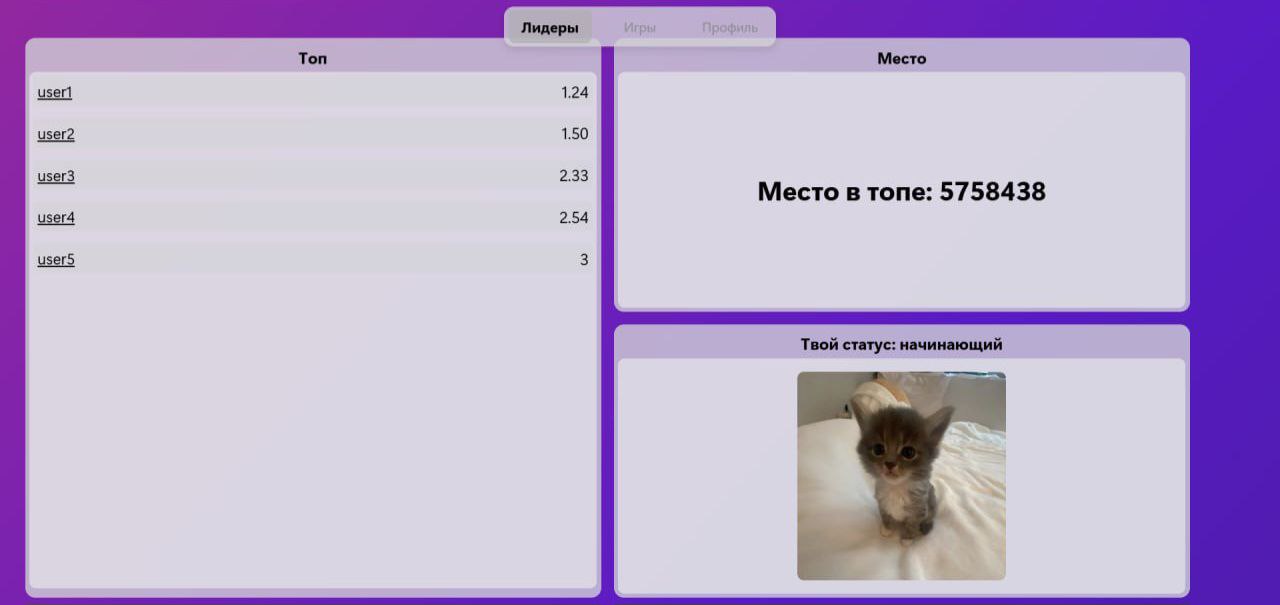 Лидеры Игры Профиль
Топ
user1 1.24
user2 1.50
user3 2.33
user4 2.54
user5 3
Место
Место в топе: 5758438
Твой статус: начинающий